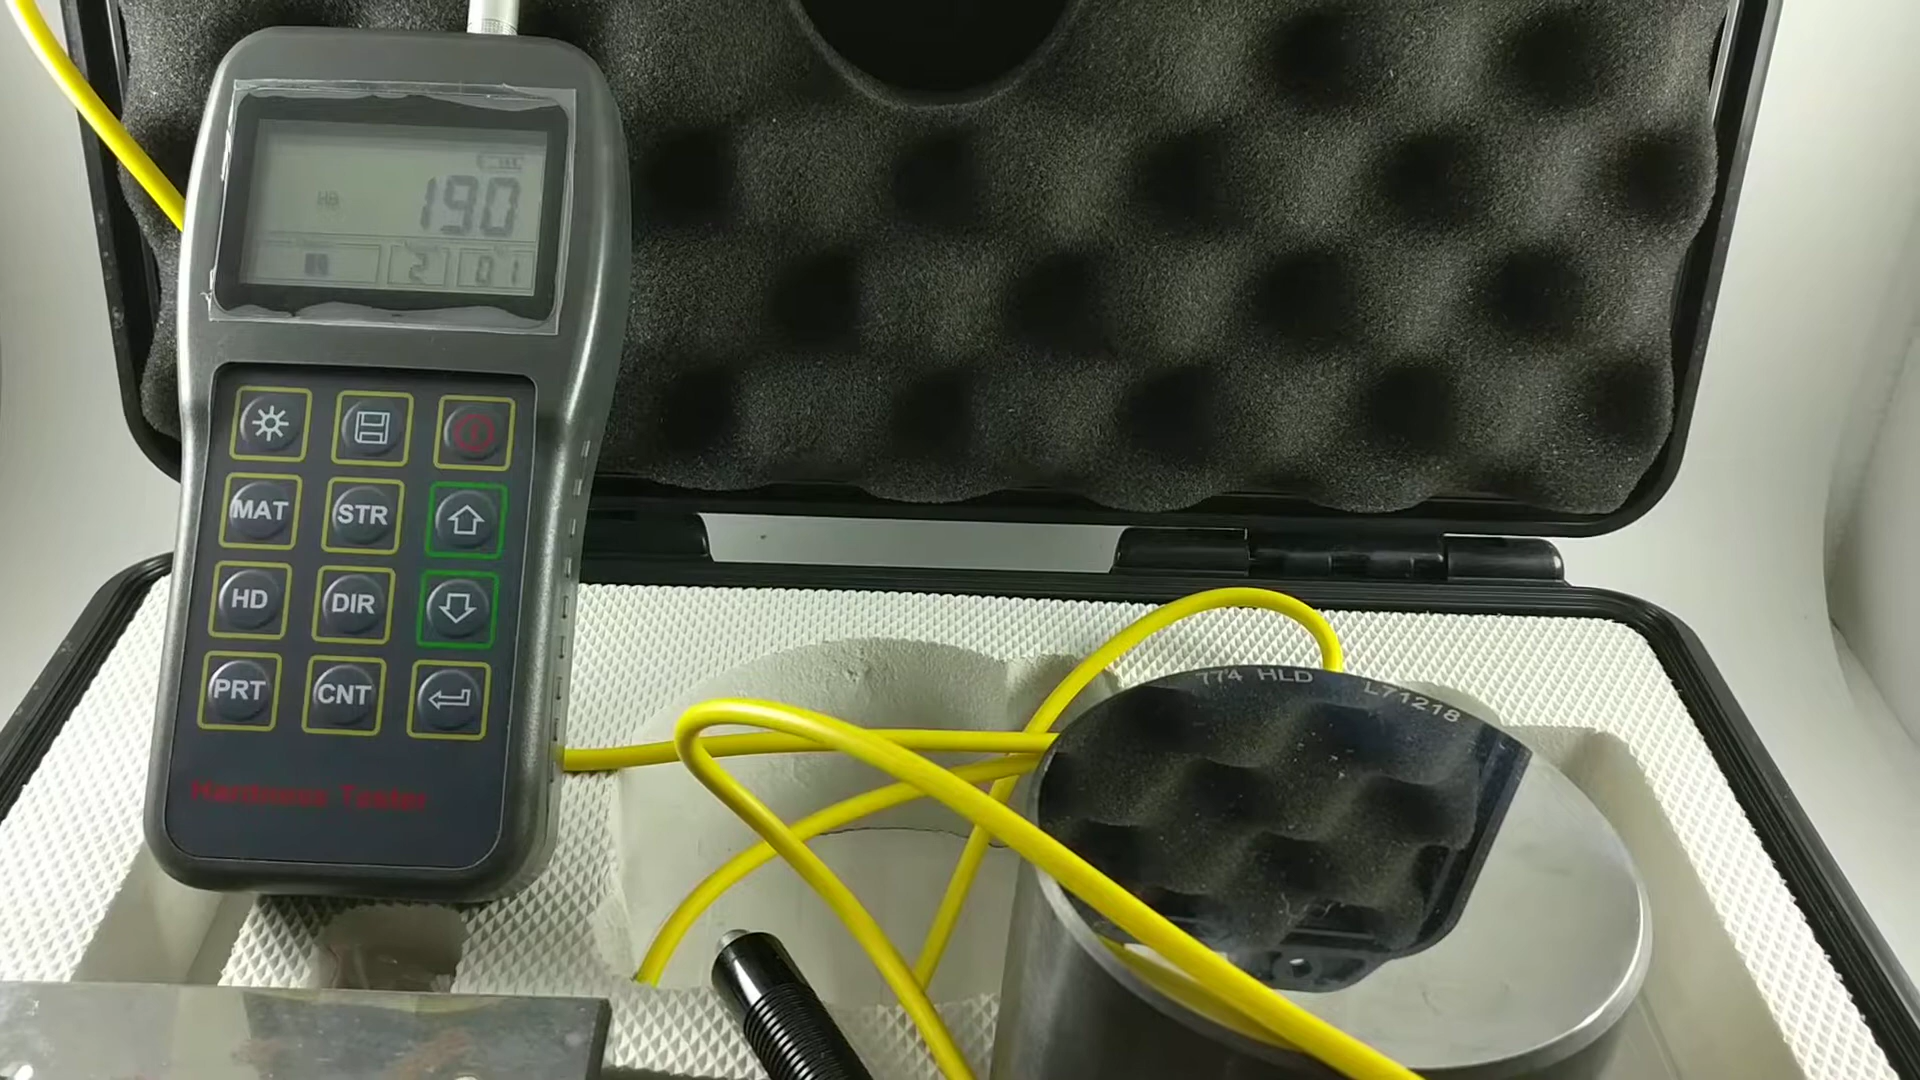 HB
190
2 01
MAT STR
HD DIR
PRT CNT
Hardness Tester
774 HLD L71218